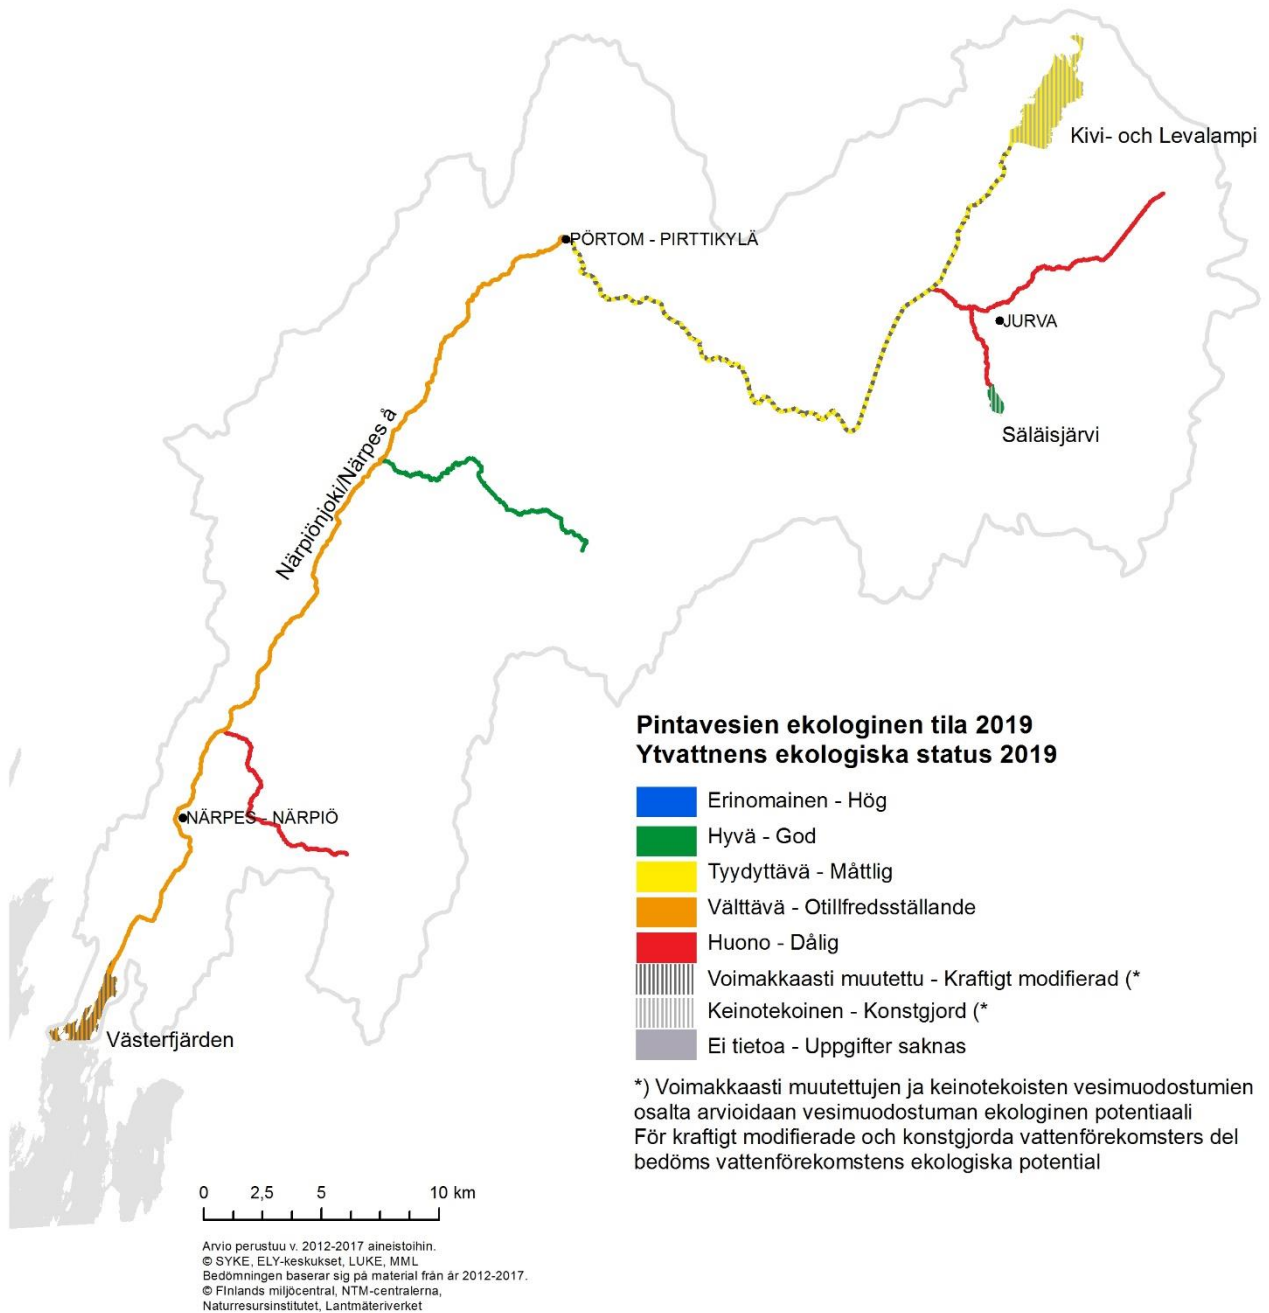 Kivi- och Levalampi
PÖRTOM - PIRTTIKYLÄ
JURVA
Säläisjärvi
Närpiönjoki/Närpes å
NÄRPES - NÄRPIÖ
Västerfjärden
Pintavesien ekologinen tila 2019
Ytvattnens ekologiska status 2019
Erinomainen - Hög
Hyvä - God
Tyydyttävä - Måttlig
Välttävä - Otillfredsställande
Huono - Dålig
Voimakkaasti muutettu - Kraftigt modifierad (*
Keinotekoinen - Konstgjord (*
Ei tietoa - Uppgifter saknas
*) Voimakkaasti muutettujen ja keinotekoisten vesimuodostumien
osalta arvioidaan vesimuodostuman ekologinen potentiaali
För kraftigt modifierade och konstgjorda vattenförekomsters del
bedöms vattenförekomstens ekologiska potential
0 2,5 5 10 km
Arvio perustuu v. 2012-2017 aineistoihin.
© SYKE, ELY-keskukset, LUKE, MML
Bedömningen baserar sig på material från år 2012-2017.
© FInlands miljöcentral, NTM-centralerna,
Naturresursinstitutet, Lantmäteriverket